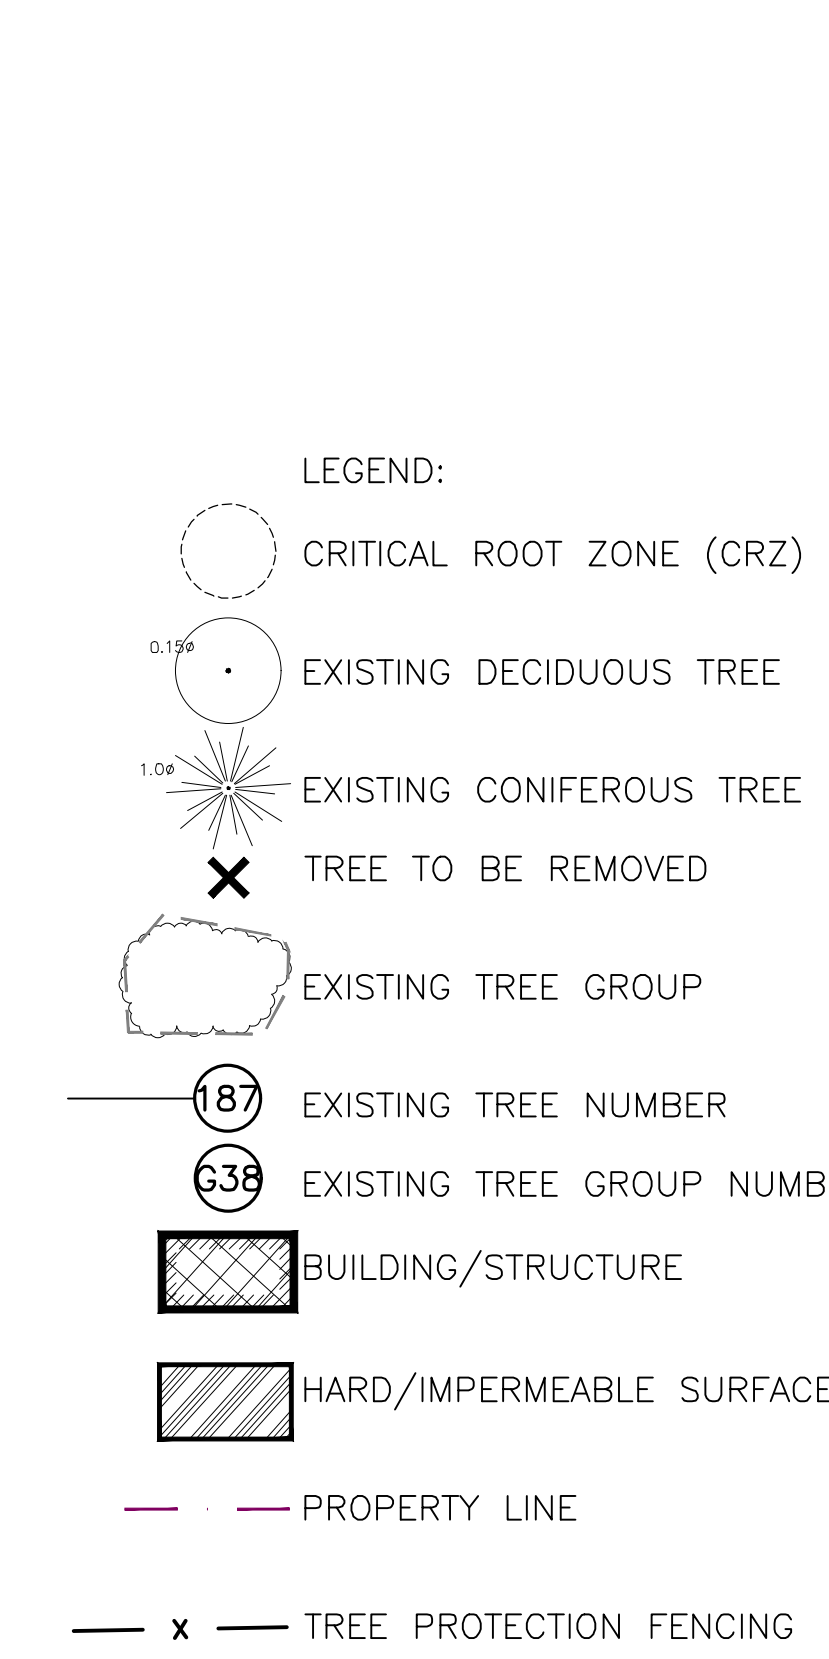 LEGEND:
CRITICAL ROOT ZONE (CRZ)
0.15ø
EXISTING DECIDUOUS TREE
1.0ø
EXISTING CONIFEROUS TREE
TREE TO BE REMOVED
EXISTING TREE GROUP
187 EXISTING TREE NUMBER
G38 EXISTING TREE GROUP NUMB
BUILDING/STRUCTURE
HARD/IMPERMEABLE SURFACE
PROPERTY LINE
x TREE PROTECTION FENCING